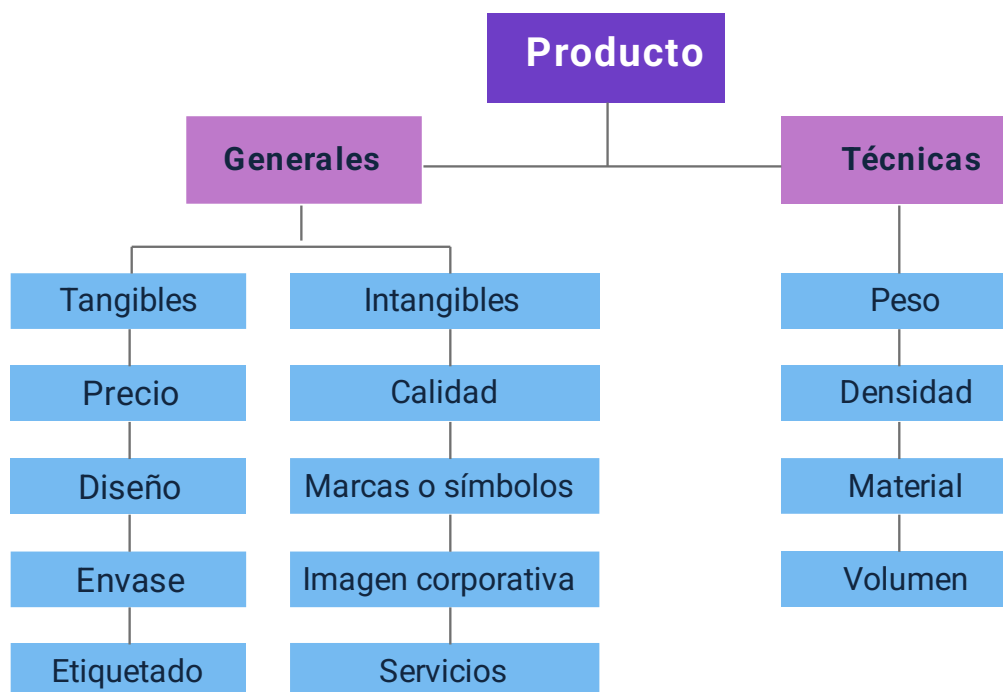 Producto
Generales
Técnicas
Tangibles
Intangibles
Peso
Precio
Calidad
Densidad
Diseño
Marcas o símbolos
Material
Envase
Imagen corporativa
Volumen
Etiquetado
Servicios